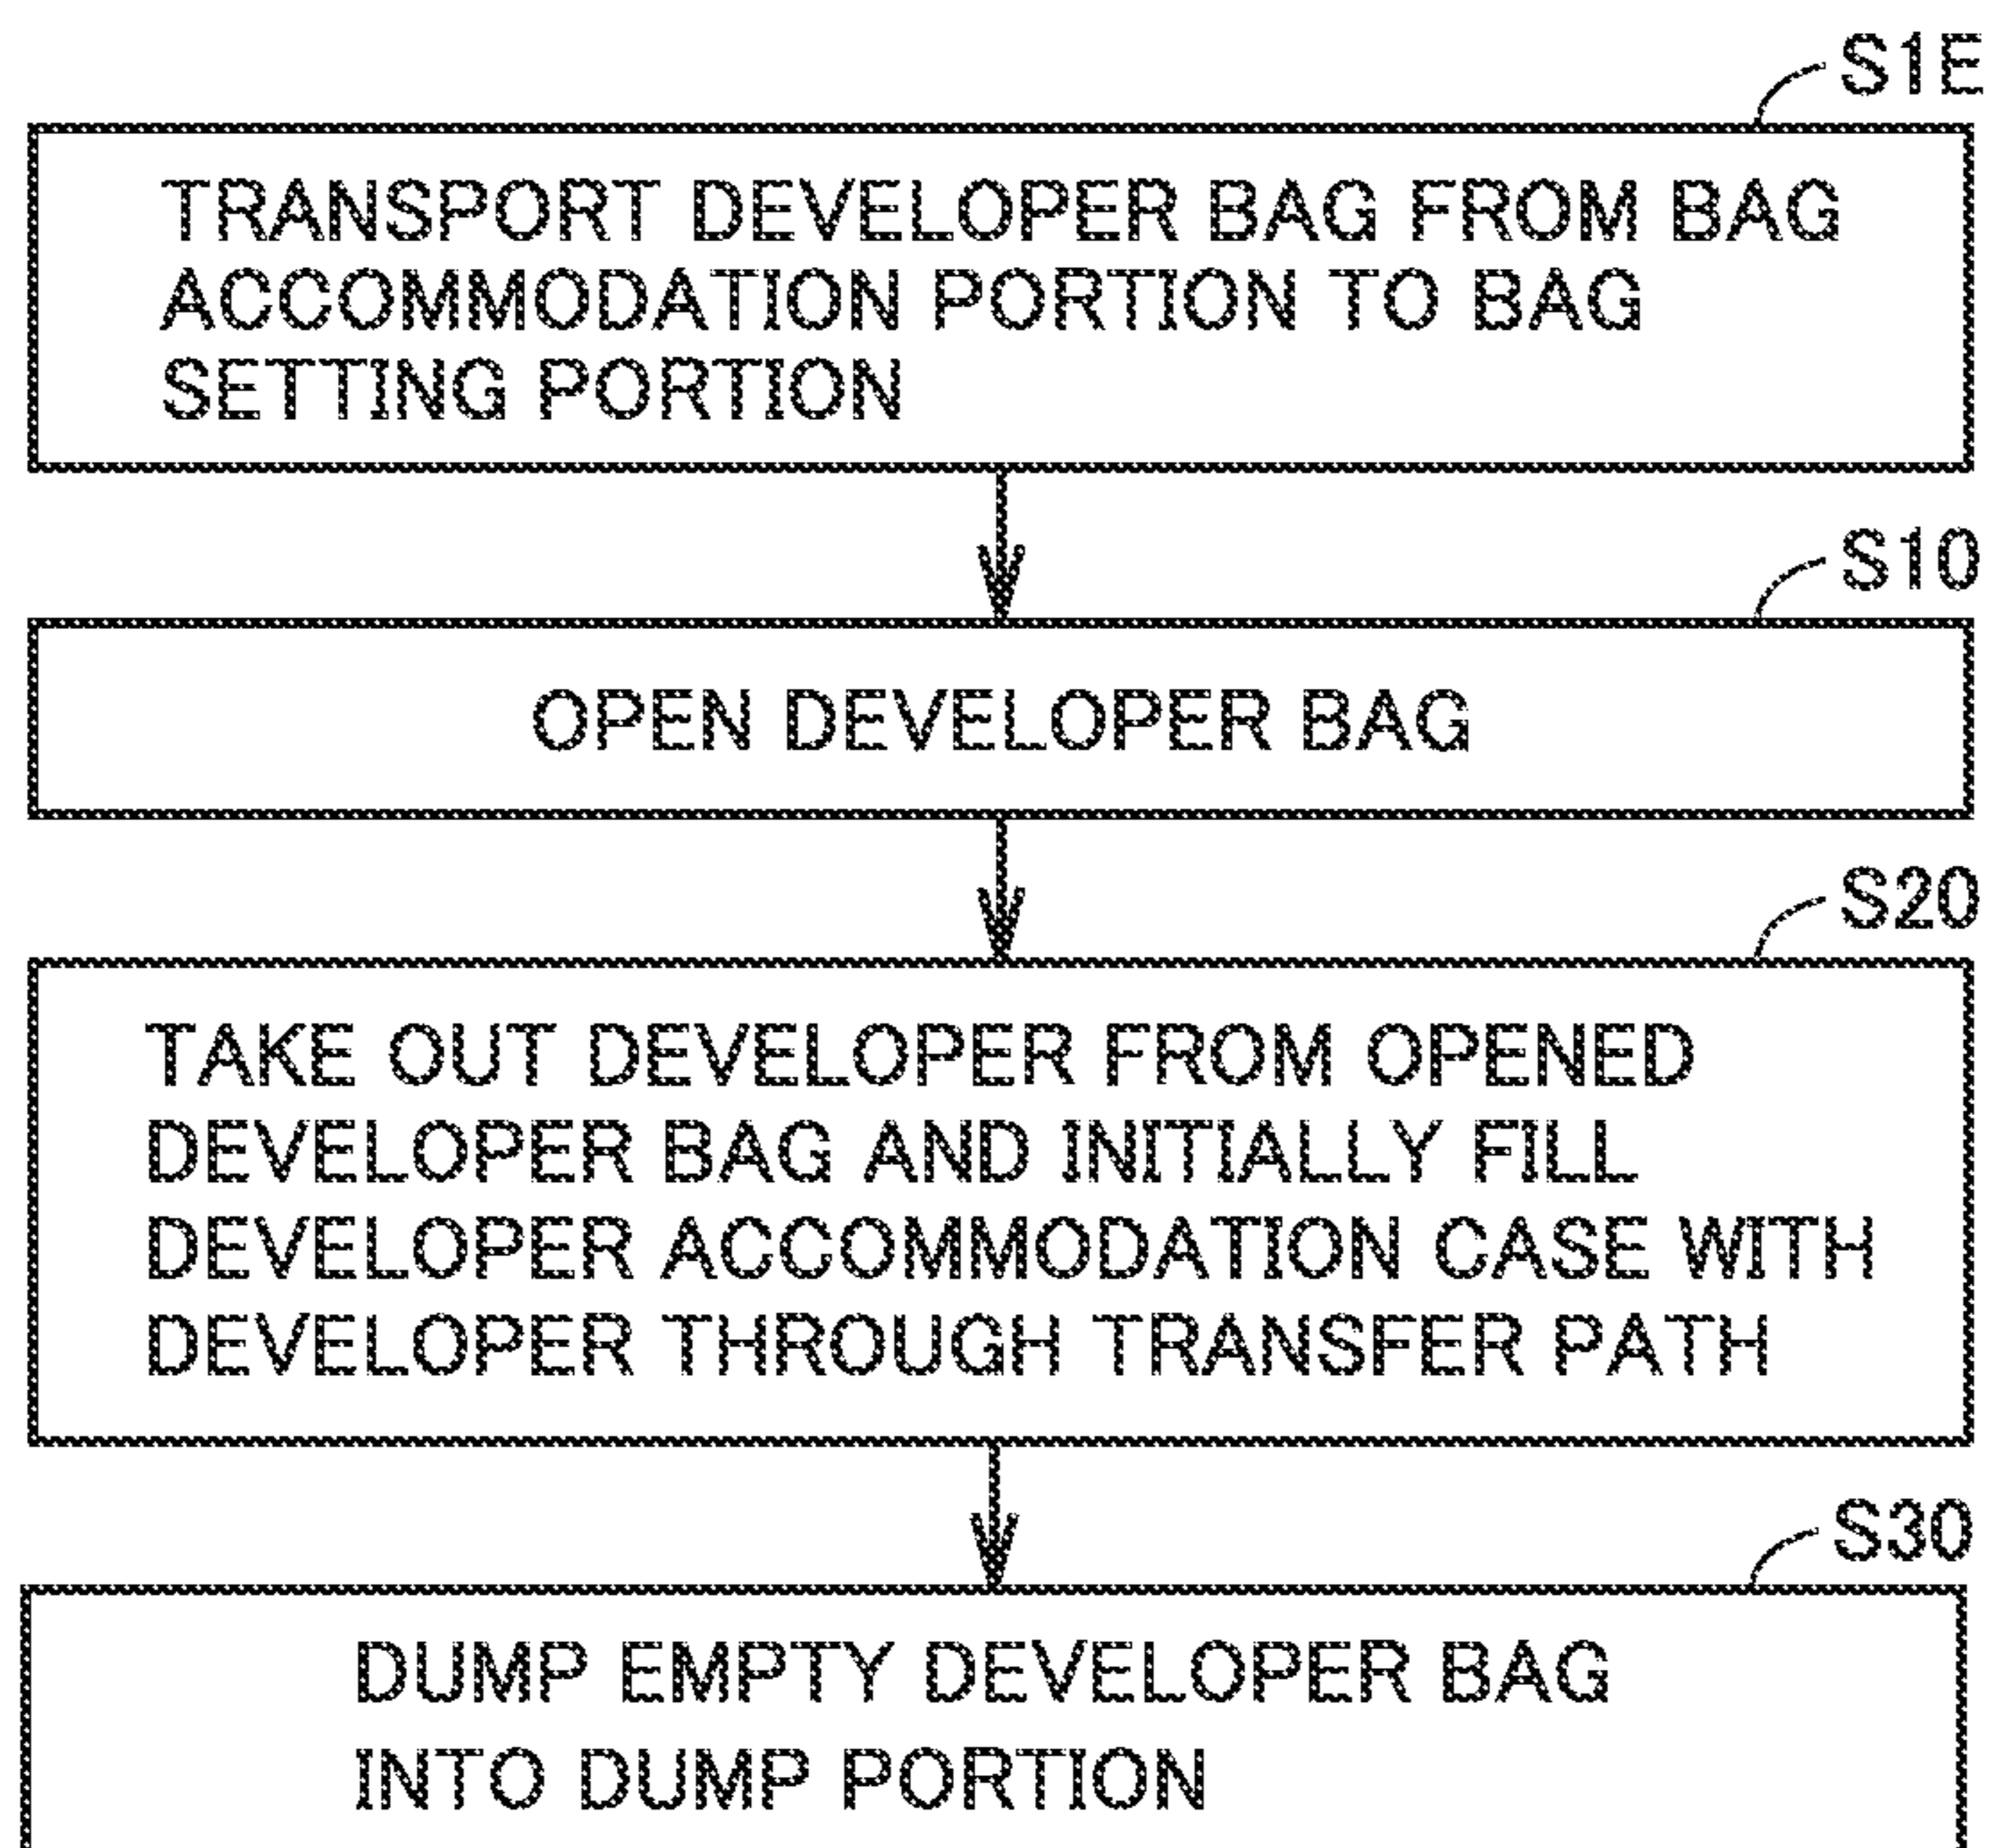 S1E
TRANSPORT DEVELOPER BAG FROM BAG
ACCOMMODATION PORTION TO BAG
SETTING PORTION
S10
OPEN DEVELOPER BAG
S20
TAKE OUT DEVELOPER FROM OPENED
DEVELOPER BAG AND INITIALLY FILL
DEVELOPER ACCOMMODATION CASE WITH
DEVELOPER THROUGH TRANSFER PATH
S30
DUMP EMPTY DEVELOPER BAG
INTO DUMP PORTION